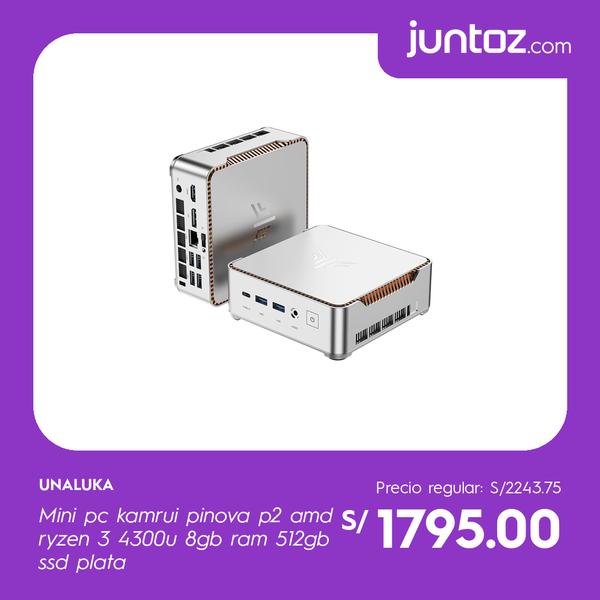 juntoz.com
UNALUKA
Mini pc kamrui pinova p2 amd
ryzen 3 4300u 8gb ram 512gb
ssd plata
Precio regular: S/2243.75
S/ 1795.00